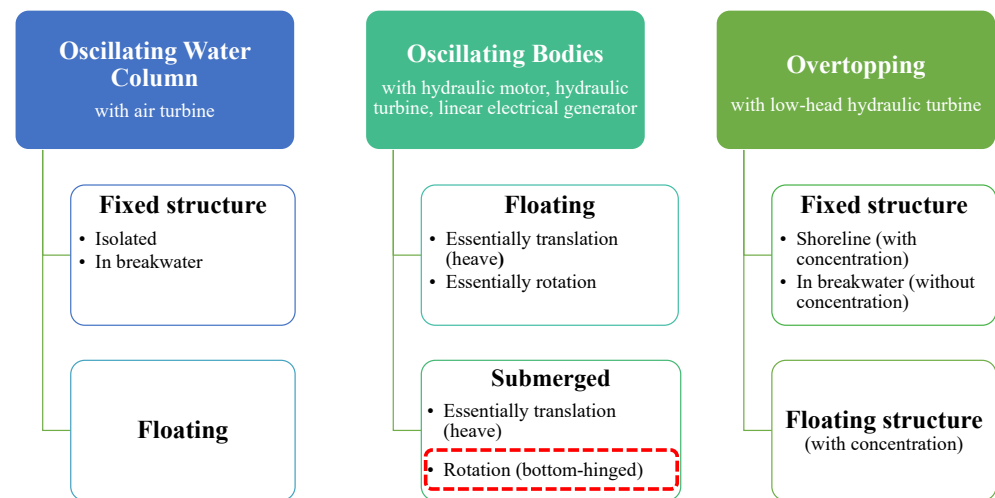 Oscillating Water
Column
with air turbine
Fixed structure
• Isolated
• In breakwater
Floating
Oscillating Bodies
with hydraulic motor, hydraulic
turbine, linear electrical generator
Floating
• Essentially translation
(heave)
• Essentially rotation
Submerged
• Essentially translation
(heave)
• Rotation (bottom-hinged)
Overtopping
with low-head hydraulic turbine
Fixed structure
• Shoreline (with
concentration)
• In breakwater (without
concentration)
Floating structure
(with concentration)